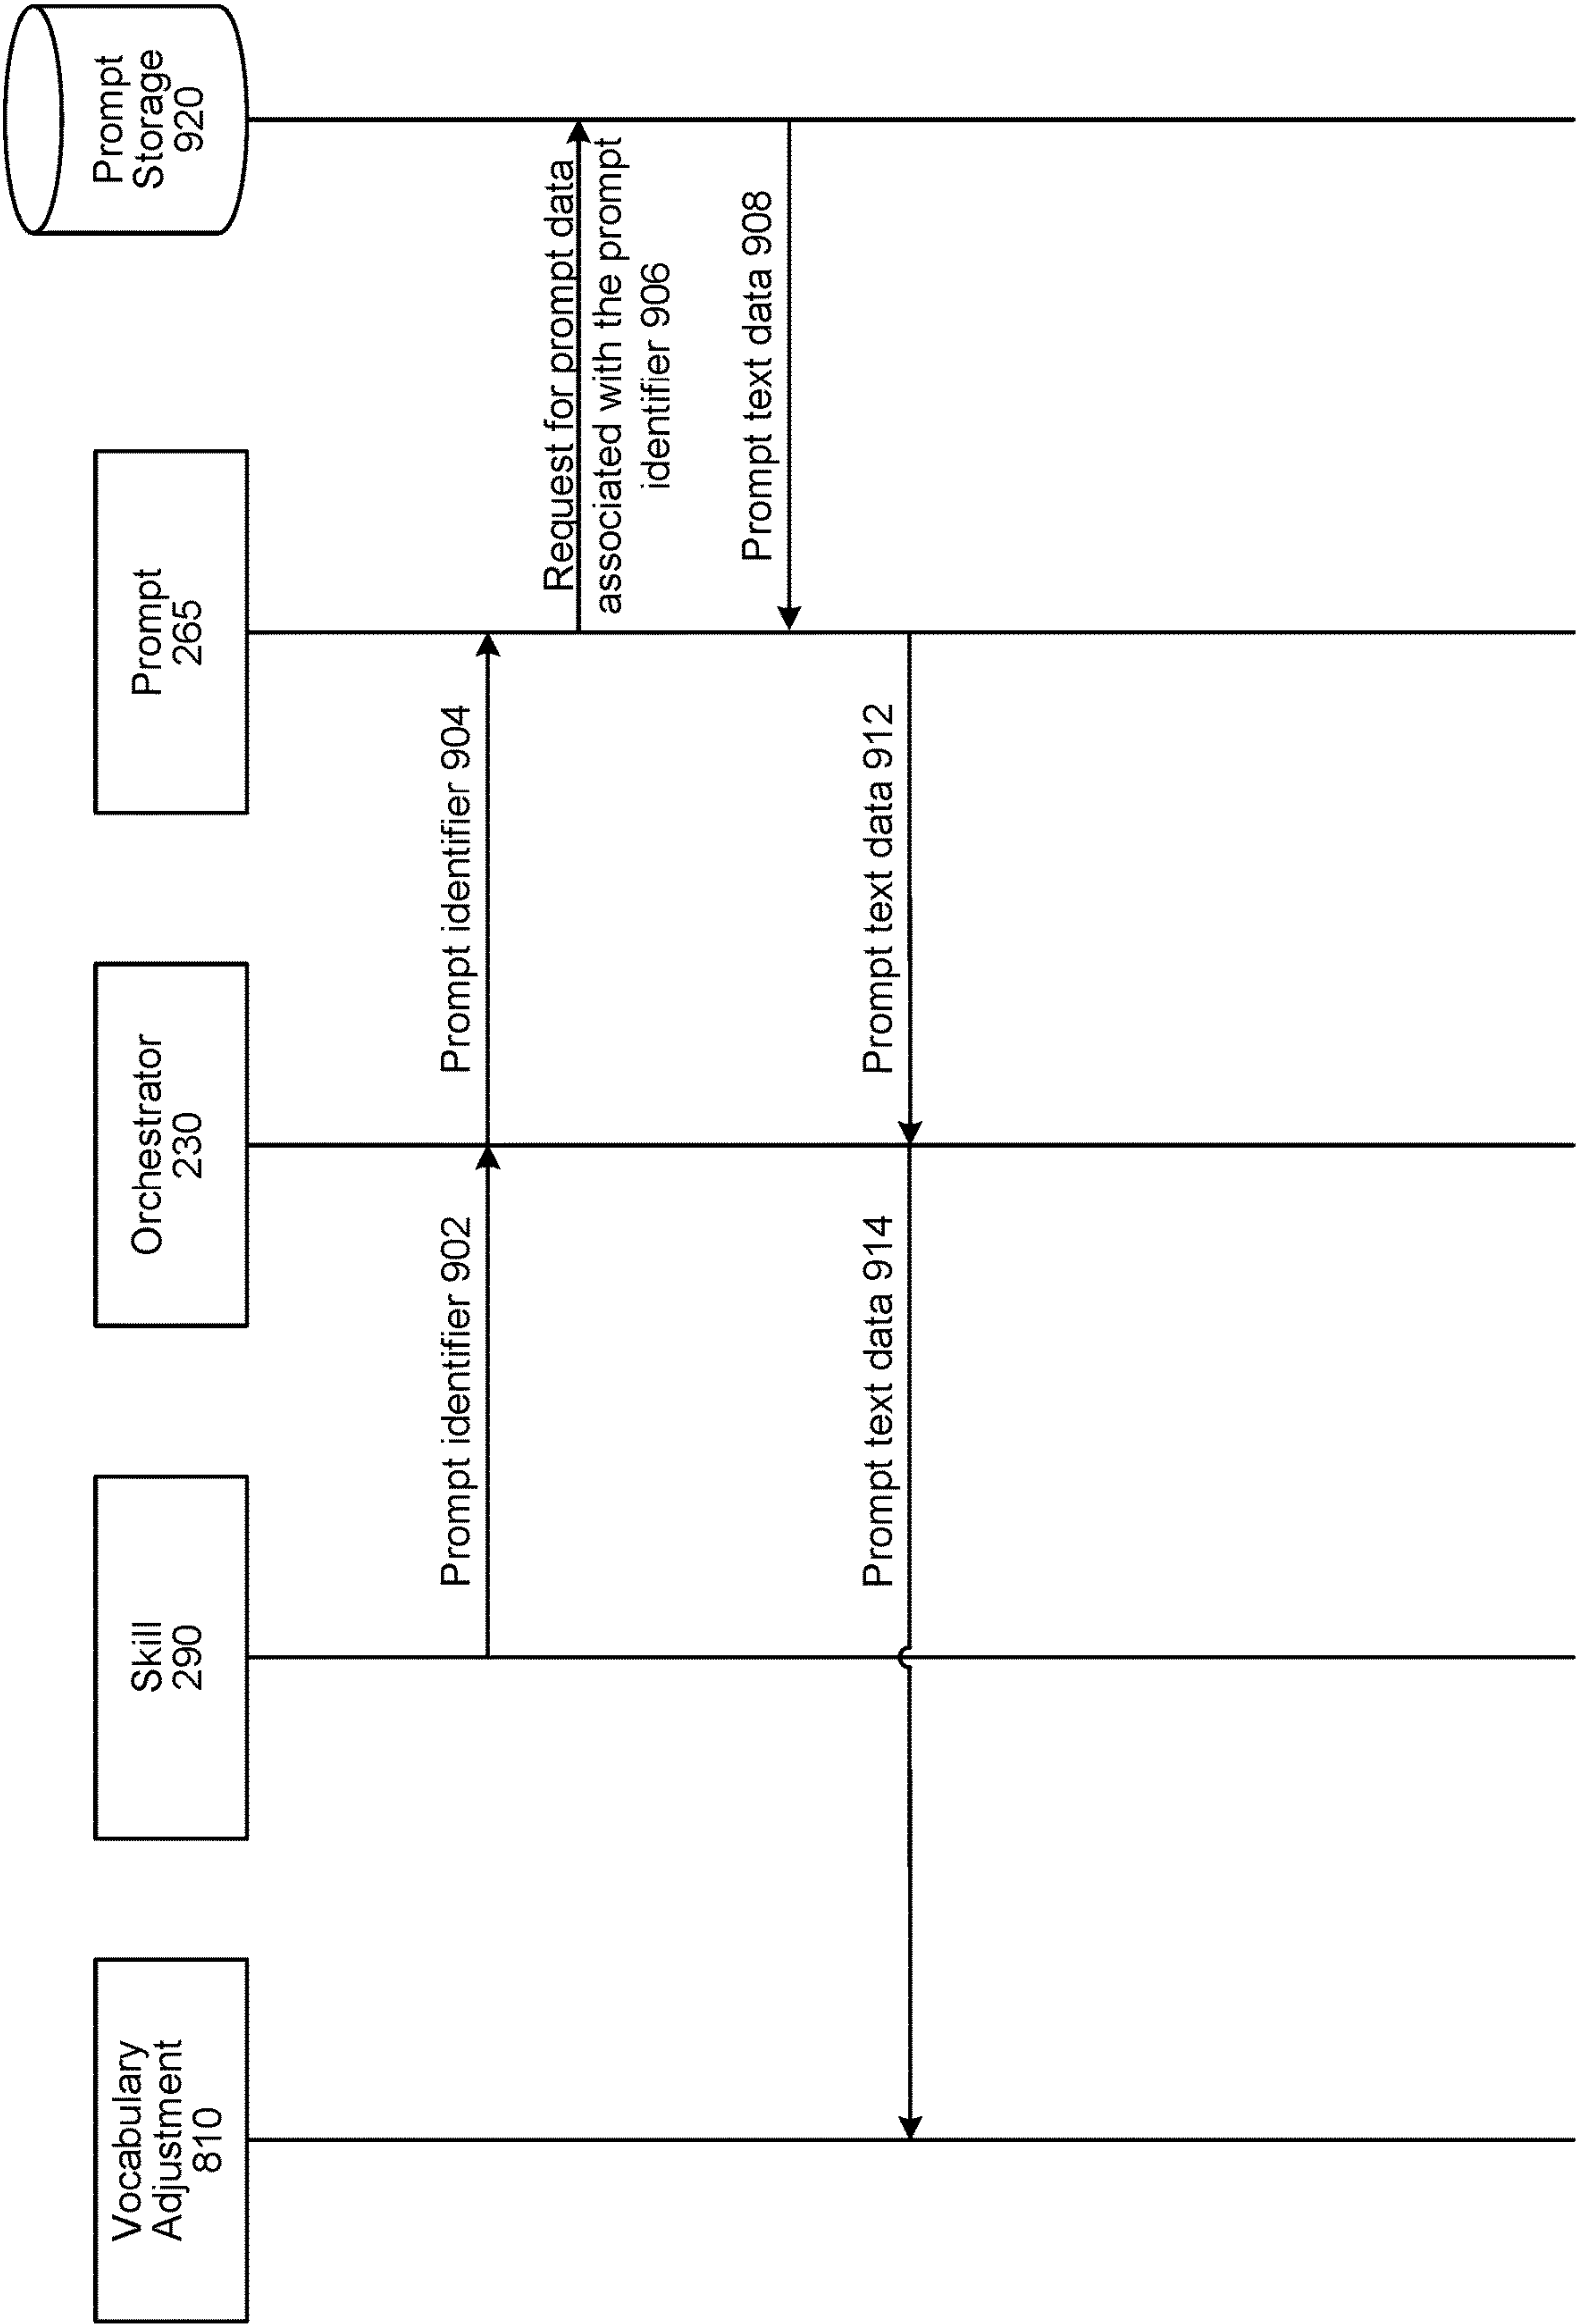 Vocabulary
Adjustment
810
Skill
290
Orchestrator
230
Prompt
265
Prompt
Storage
920
Prompt identifier 902
Prompt identifier 904
Request for prompt data
associated with the prompt
identifier 906
Prompt text data 908
Prompt text data 912
Prompt text data 914